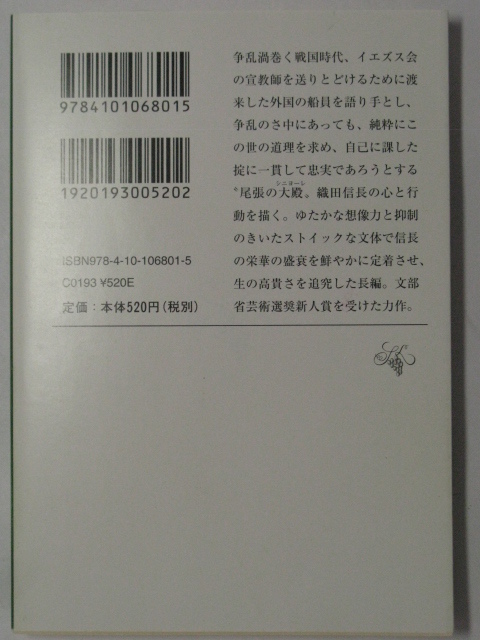 9784101068015
1920193005202
ISBN978-4-10-106801-5
C0193 ¥520E
定価：本体520円（税別）
争乱渦巻く戦国時代、イエズス会
の宣教師を送りとどけるために渡
来した外国の船員を語り手とし、
争乱のさ中にあっても、純粋にこ
の世の道理を求め、自己に課した
掟に一貫して忠実であろうとする
シニョーレ
〝尾張の大殿〟織田信長の心と行
動を描く。ゆたかな想像力と抑制
のきいたストイックな文体で信長
の栄華の盛衰を鮮やかに定着させ、
生の高貴さを追究した長編。文部
省芸術選奨新人賞を受けた力作。